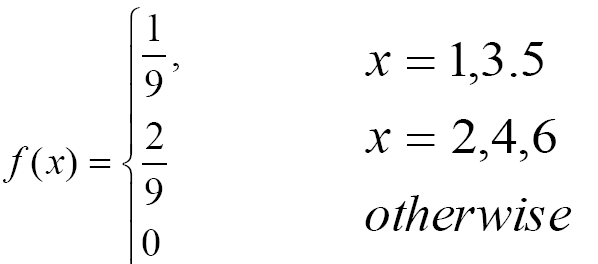 1/9, x = 1,3.5
f(x) = { 2/9 x = 2,4,6
0 otherwise